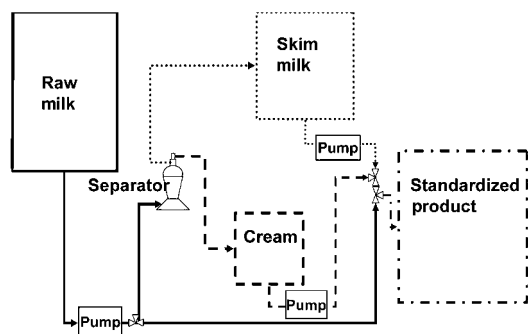 Raw
milk
Skim
milk
Pump
Separator
Standardized
product
Cream
Pump
Pump